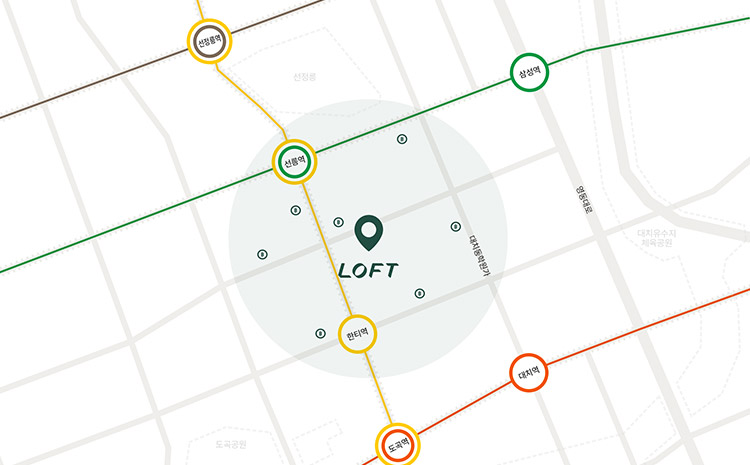 선정릉역
선정릉
삼성역
선릉역
영동대로
대치유수지
체육공원
대치동학원가
LOFT
한티역
대치역
도곡공원
도곡역